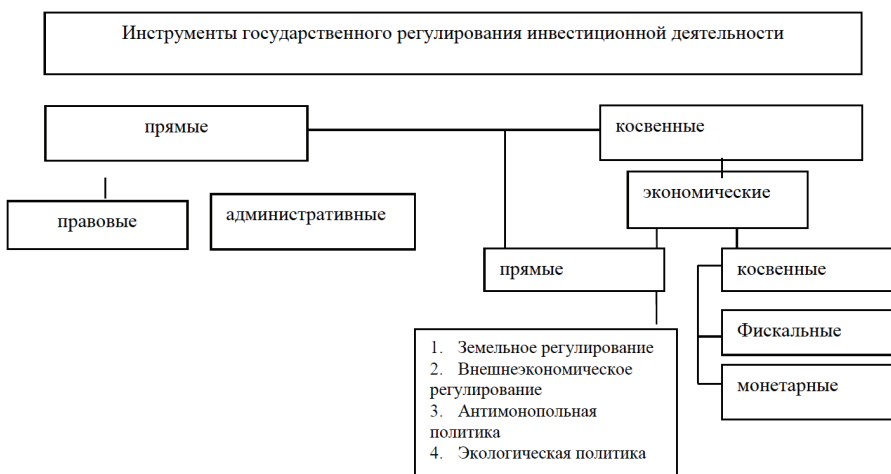 Инструменты государственного регулирования инвестиционной деятельности
прямые
косвенные
экономические
правовые
административные
прямые
косвенные
Фискальные
монетарные
1. Земельное регулирование
2. Внешнеэкономическое
регулирование
3. Антимонопольная
политика
4. Экологическая политика